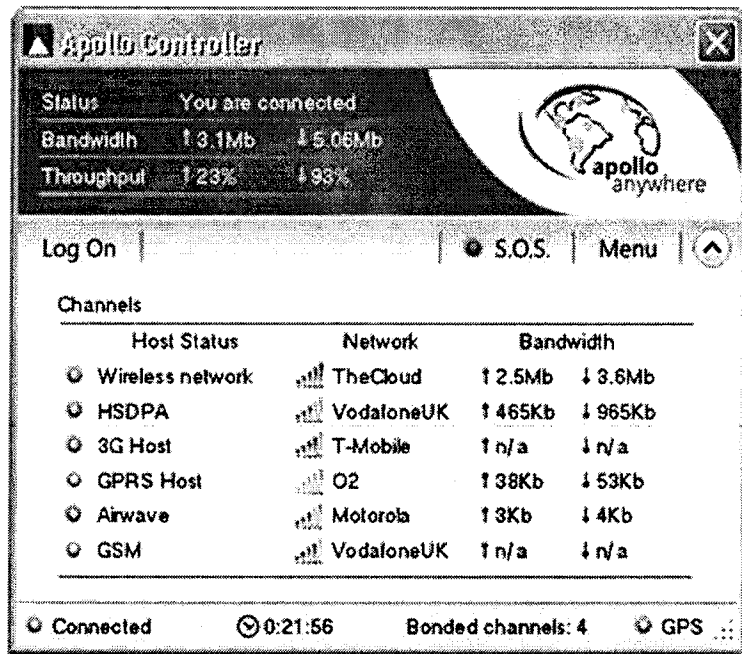 Apollo Controller
Status You are connected
Bandwidth ↑ 3.1Mb ↓ 5.06Mb
Throughput ↑ 23% ↓ 93%
apollo
anywhere
Log On S.O.S. Menu
Channels
Host Status Network Bandwidth
Wireless network TheCloud ↑ 2.5Mb ↓ 3.6Mb
HSDPA VodafoneUK ↑ 465Kb ↓ 965Kb
3G Host T-Mobile ↑ n/a ↓ n/a
GPRS Host O2 ↑ 38Kb ↓ 53Kb
Airwave Motorola ↑ 3Kb ↓ 4Kb
GSM VodafoneUK ↑ n/a ↓ n/a
Connected 0:21:56 Bonded channels: 4 GPS